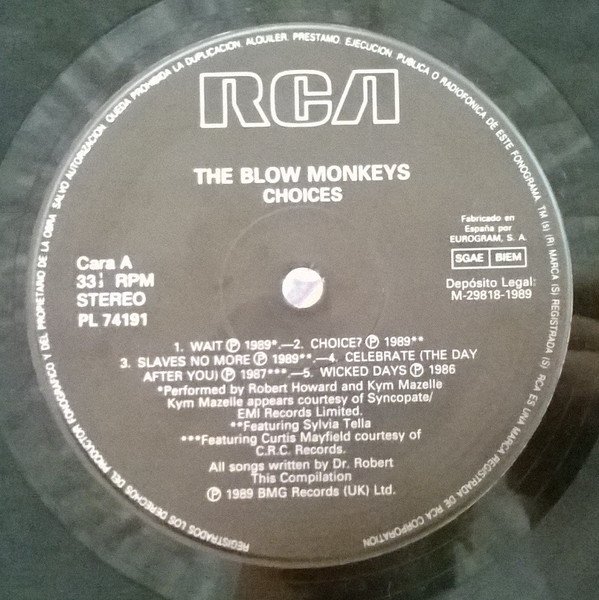 RCA
THE BLOW MONKEYS
CHOICES
Cara A
33⅓ RPM
STEREO
PL 74191
Fabricado en
España por
EUROGRAM, S. A.
SGAE BIEM
Depósito Legal:
M-29818-1989
1. WAIT Ⓟ 1989*.—2. CHOICE? Ⓟ 1989**
3. SLAVES NO MORE Ⓟ 1989**.—4. CELEBRATE (THE DAY
AFTER YOU) Ⓟ 1987***.—5. WICKED DAYS Ⓟ 1986
*Performed by Robert Howard and Kym Mazelle
Kym Mazelle appears courtesy of Syncopate/
EMI Records Limited.
**Featuring Sylvia Tella
***Featuring Curtis Mayfield courtesy of
C.R.C. Records.
All songs written by Dr. Robert
This Compilation
Ⓟ 1989 BMG Records (UK) Ltd.
REGISTRADOS LOS DERECHOS DEL PRODUCTOR FONOGRAFICO Y DEL PROPIETARIO DE LA OBRA. SALVO AUTORIZACION QUEDA PROHIBIDA LA DUPLICACION, ALQUILER, PRESTAMO, EJECUCION PUBLICA O RADIOFONICA DE ESTE FONOGRAMA. TM (S) (R) MARCA (S) REGISTRADA (S) RCA ES UNA MARCA REGISTRADA DE RCA CORPORATION